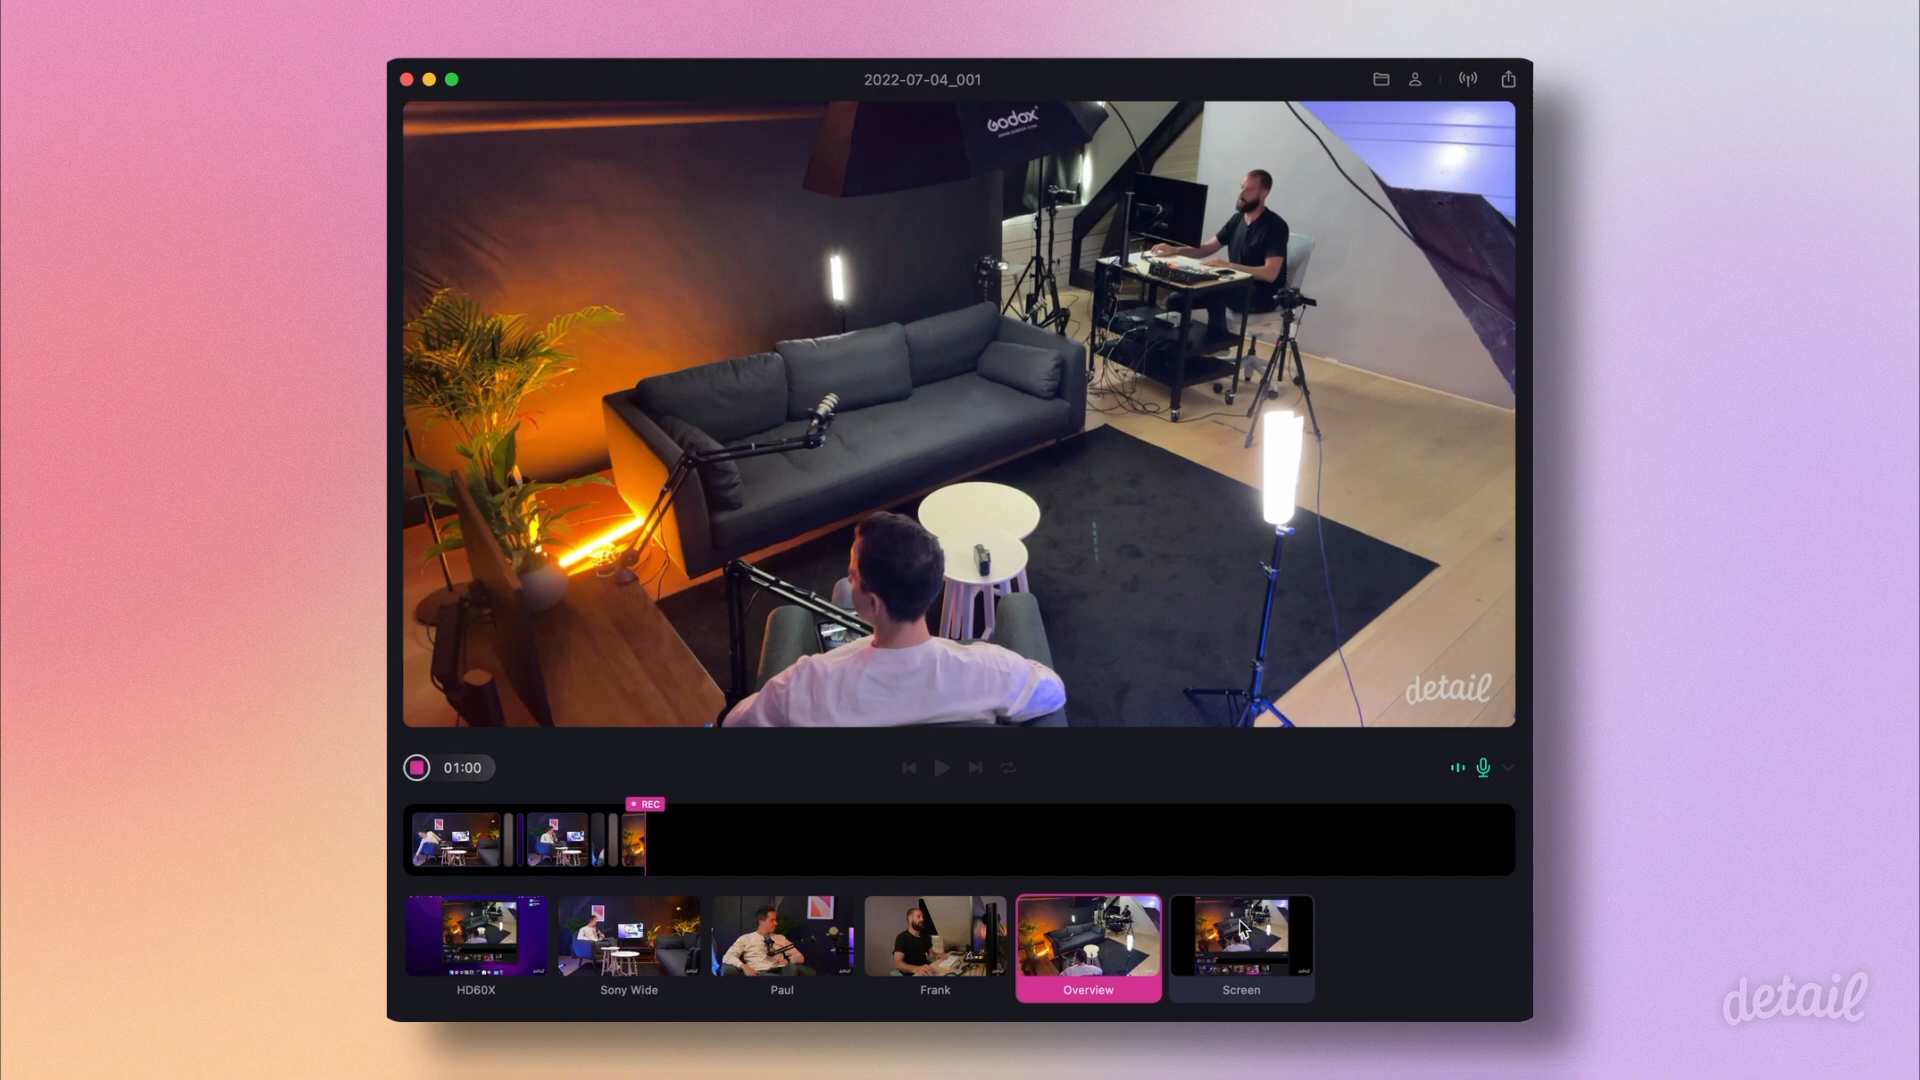 2022-07-04_001
Godox
detail
01:00
REC
HD60X
Sony Wide
Paul
Frank
Overview
Screen
detail